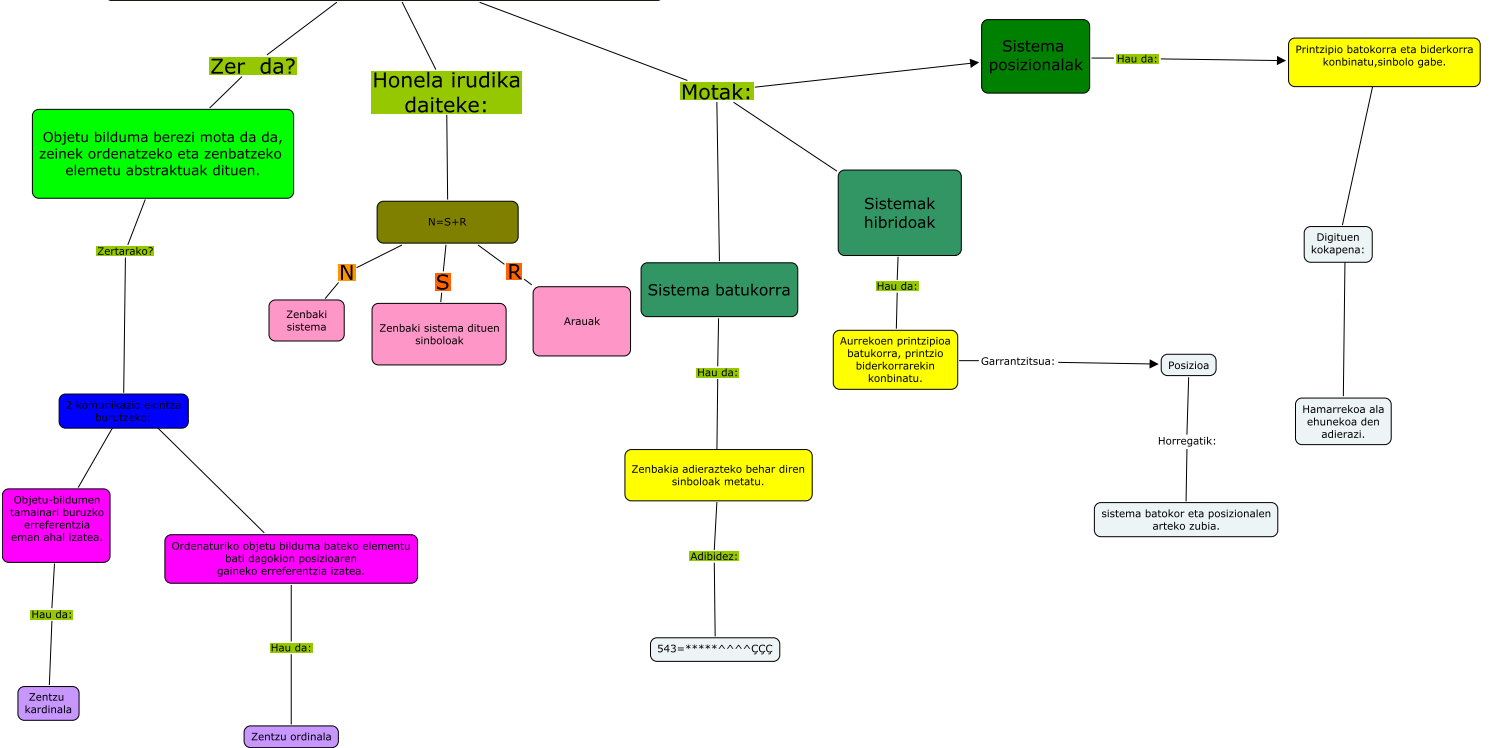 Zer  da?
Objetu bilduma berezi mota da da,
zeinek ordenatzeko eta zenbatzeko
elemetu abstraktuak dituen.
Zertarako?
2 komunikazio ekintza
burutzeko:
Objetu-bildumen
tamainari buruzko
erreferentzia
eman ahal izatea.
Hau da:
Zentzu
kardinala
Ordenaturiko objetu bilduma bateko elementu
bati dagokion posizioaren
gaineko erreferentzia izatea.
Hau da:
Zentzu ordinala
Honela irudika
daiteke:
N=S+R
N
Zenbaki
sistema
S
Zenbaki sistema dituen
sinboloak
R
Arauak
Motak:
Sistema batukorra
Hau da:
Zenbakia adierazteko behar diren
sinboloak metatu.
Adibidez:
543=*****^^^^ÇÇÇ
Sistemak
hibridoak
Hau da:
Aurrekoen printzipioa
batukorra, printzio
biderkorrarekin
konbinatu.
Garrantzitsua:
Posizioa
Horregatik:
sistema batokor eta posizionalen
arteko zubia.
Sistema
posizionalak
Hau da:
Printzipio batokorra eta biderkorra
konbinatu,sinbolo gabe.
Digituen
kokapena:
Hamarrekoa ala
ehunekoa den
adierazi.